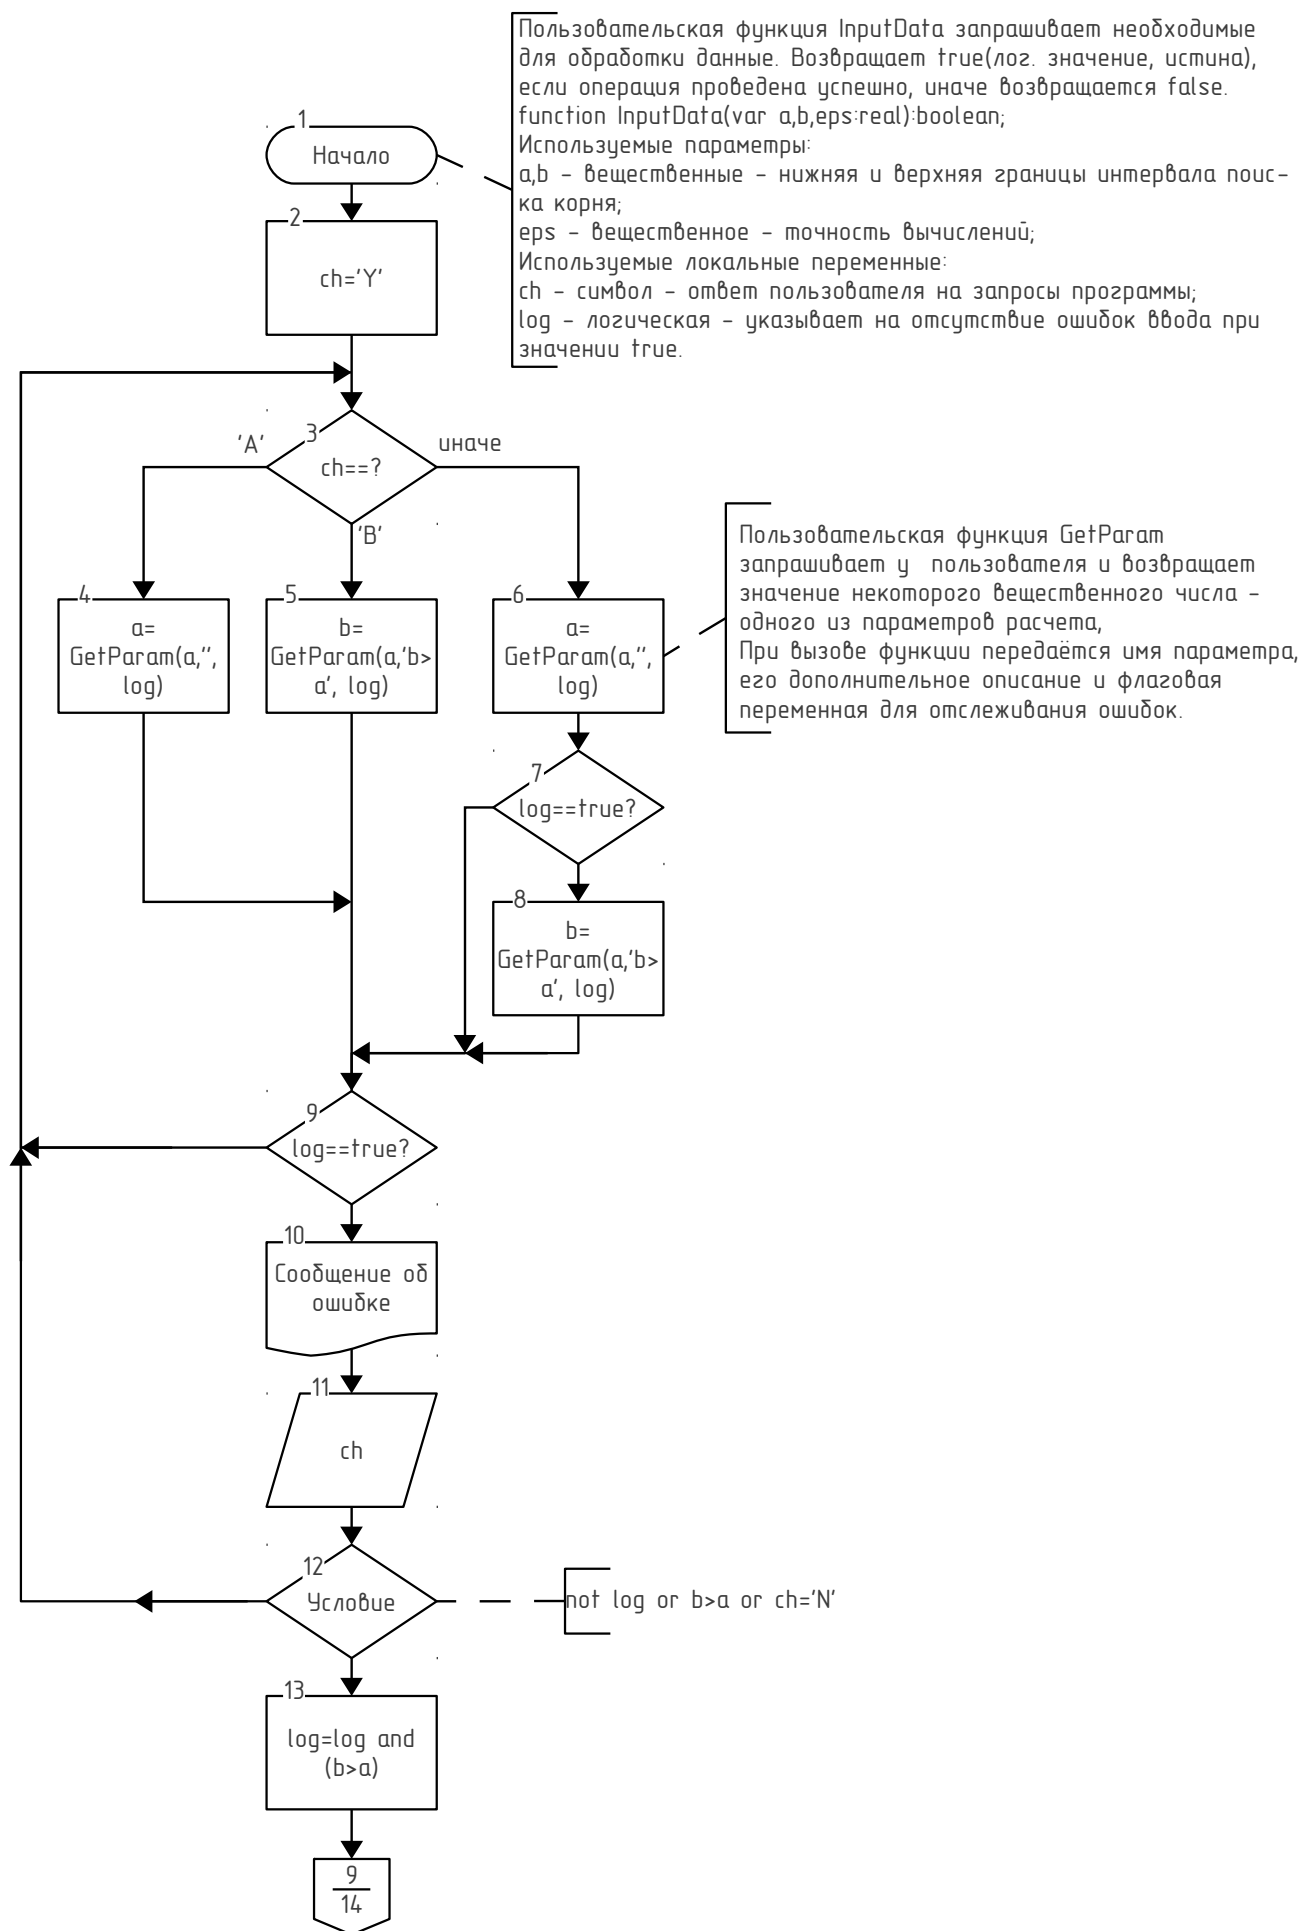 Пользовательская функция InputData запрашивает необходимые
для обработки данные. Возвращает true(лог. значение, истина),
если операция проведена успешно, иначе возвращается false.
function InputData(var a,b,eps:real):boolean;
Используемые параметры:
a,b – вещественные – нижняя и верхняя границы интервала поис-
ка корня;
eps – вещественное – точность вычислений;
Используемые локальные переменные:
ch – символ – ответ пользователя на запросы программы;
log – логическая – указывает на отсутствие ошибок ввода при
значении true.
1
Начало
2
ch='Y'
3
ch==?
'A'
иначе
'B'
4
a=
GetParam(a,'',
log)
5
b=
GetParam(a,'b>
a', log)
6
a=
GetParam(a,'',
log)
Пользовательская функция GetParam
запрашивает у пользователя и возвращает
значение некоторого вещественного числа –
одного из параметров расчета,
При вызове функции передаётся имя параметра,
его дополнительное описание и флаговая
переменная для отслеживания ошибок.
7
log==true?
8
b=
GetParam(a,'b>
a', log)
9
log==true?
10
Сообщение об
ошибке
11
ch
12
Условие
not log or b>a or ch='N'
13
log=log and
(b>a)
9
14